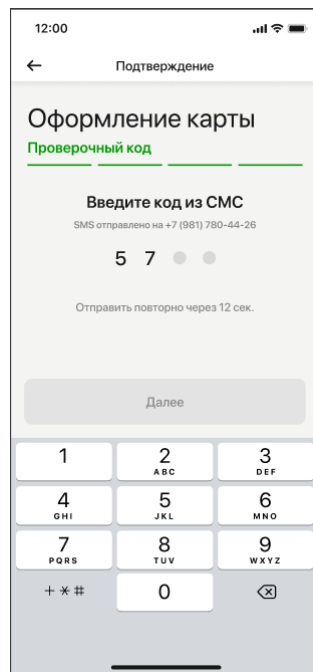 12:00
Подтверждение
Оформление карты
Проверочный код
Введите код из СМС
SMS отправлено на +7 (981) 780-44-26
5 7
Отправить повторно через 12 сек.
Далее
1 2 3
ABC DEF
4 5 6
GHI JKL MNO
7 8 9
PQRS TUV WXYZ
+ * # 0